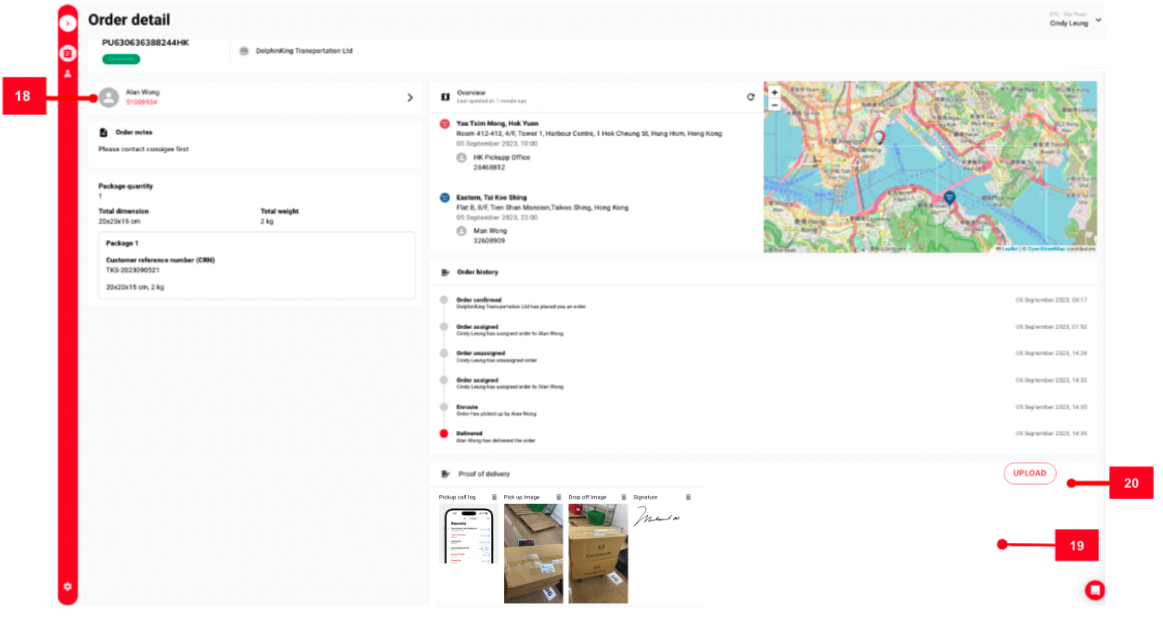 Order detail
Cindy Leung
PU630636388244HK
Delivered
DolphinKing Transportation Ltd
18
Alan Wong
51009934
Order notes
Please contact consigee first
Package quantity
1
Total dimension
Total weight
20x20x15 cm
2 kg
Package 1
Customer reference number (CRN)
TKS-2023090521
20x20x15 cm, 2 kg
Overview
Last updated at: 1 minute ago
Yau Tsim Mong, Hok Yuen
Room 412-413, 4/F, Tower 1, Harbour Centre, 1 Hok Cheung St, Hung Hom, Hong Kong
05 September 2023, 10:00
HK Pickupp Office
28468812
Eastern, Tai Koo Shing
Flat B, 8/F, Tien Shan Mansion,Taikoo Shing, Hong Kong
05 September 2023, 22:00
Man Wong
32608909
+
−
Leaflet | © OpenStreetMap contributors
Order history
Order confirmed
05 September 2023, 00:17
DolphinKing Transportation Ltd has placed you an order
Order assigned
05 September 2023, 01:52
Cindy Leung has assigned order to Alan Wong
Order unassigned
05 September 2023, 14:28
Cindy Leung has unassigned order
Order assigned
05 September 2023, 14:32
Cindy Leung has assigned order to Alan Wong
Enroute
05 September 2023, 14:35
Order has picked up by Alan Wong
Delivered
05 September 2023, 14:39
Alan Wong has delivered the order
Proof of delivery
UPLOAD
20
Pickup call log
Pick up image
Drop off image
Signature
Recents
19